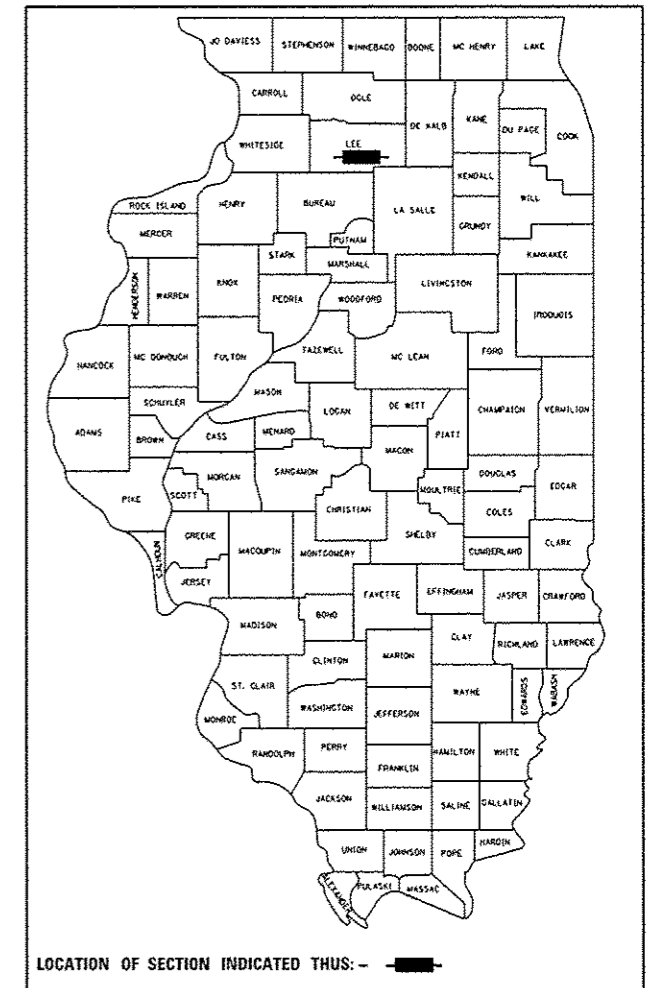 JO DAVIESS STEPHENSON WINNEBAGO BOONE MC HENRY LAKE
CARROLL OGLE
DE KALB KANE DU PAGE COOK
WHITESIDE LEE
KENDALL WILL
ROCK ISLAND HENRY BUREAU LA SALLE GRUNDY
MERCER PUTNAM
STARK MARSHALL KANKAKEE
HENDERSON WARREN KNOX PEORIA WOODFORD LIVINGSTON IROQUOIS
HANCOCK MC DONOUGH FULTON TAZEWELL MC LEAN FORD
SCHUYLER MASON LOGAN DE WITT CHAMPAIGN VERMILION
ADAMS BROWN CASS MENARD MACON PIATT
PIKE SCOTT MORGAN SANGAMON MOULTRIE DOUGLAS EDGAR
CHRISTIAN COLES
CALHOUN GREENE MACOUPIN MONTGOMERY SHELBY CUMBERLAND CLARK
JERSEY FAYETTE EFFINGHAM JASPER CRAWFORD
MADISON BOND
CLINTON MARION CLAY RICHLAND LAWRENCE
ST. CLAIR WAYNE EDWARDS WABASH
MONROE WASHINGTON JEFFERSON
RANDOLPH PERRY HAMILTON WHITE
FRANKLIN
JACKSON WILLIAMSON SALINE GALLATIN
UNION JOHNSON POPE HARDIN
ALEXANDER PULASKI MASSAC
LOCATION OF SECTION INDICATED THUS: -